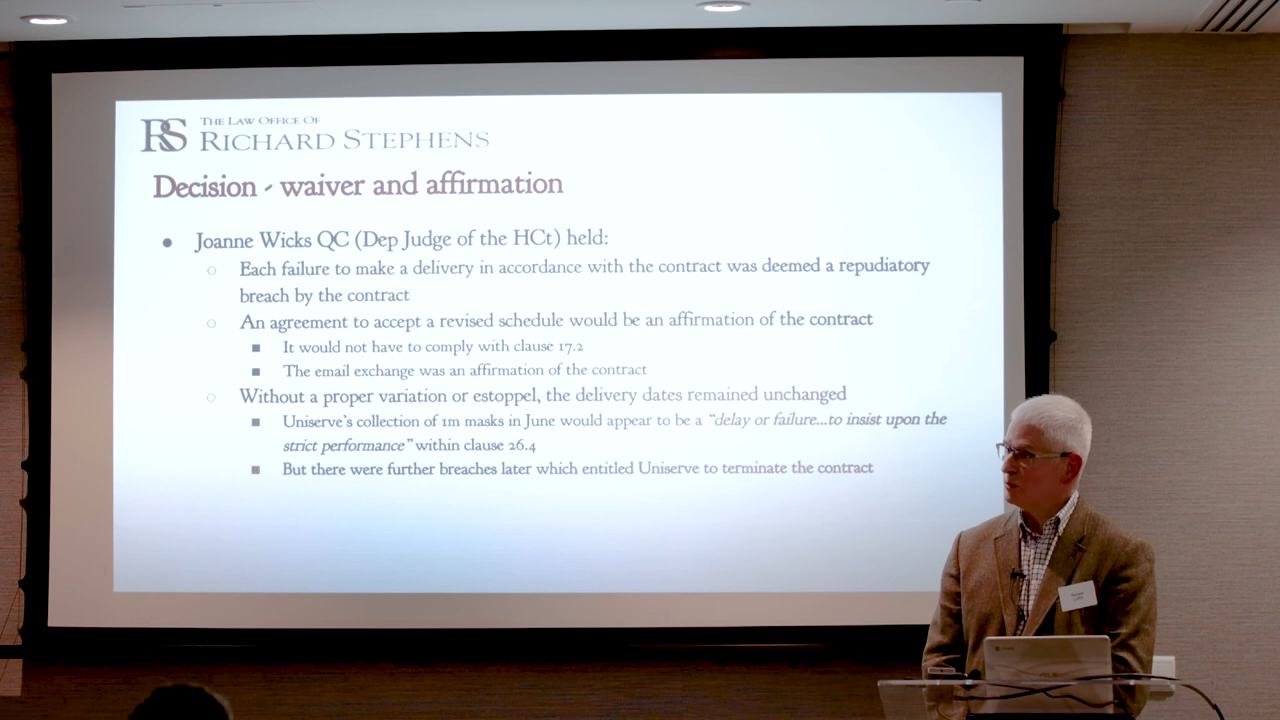 RS THE LAW OFFICE OF
RICHARD STEPHENS
Decision - waiver and affirmation
● Joanne Wicks QC (Dep Judge of the HCt) held:
○ Each failure to make a delivery in accordance with the contract was deemed a repudiatory
breach by the contract
○ An agreement to accept a revised schedule would be an affirmation of the contract
■ It would not have to comply with clause 17.2
■ The email exchange was an affirmation of the contract
○ Without a proper variation or estoppel, the delivery dates remained unchanged
■ Uniserve's collection of 1m masks in June would appear to be a "delay or failure...to insist upon the
strict performance" within clause 26.4
■ But there were further breaches later which entitled Uniserve to terminate the contract